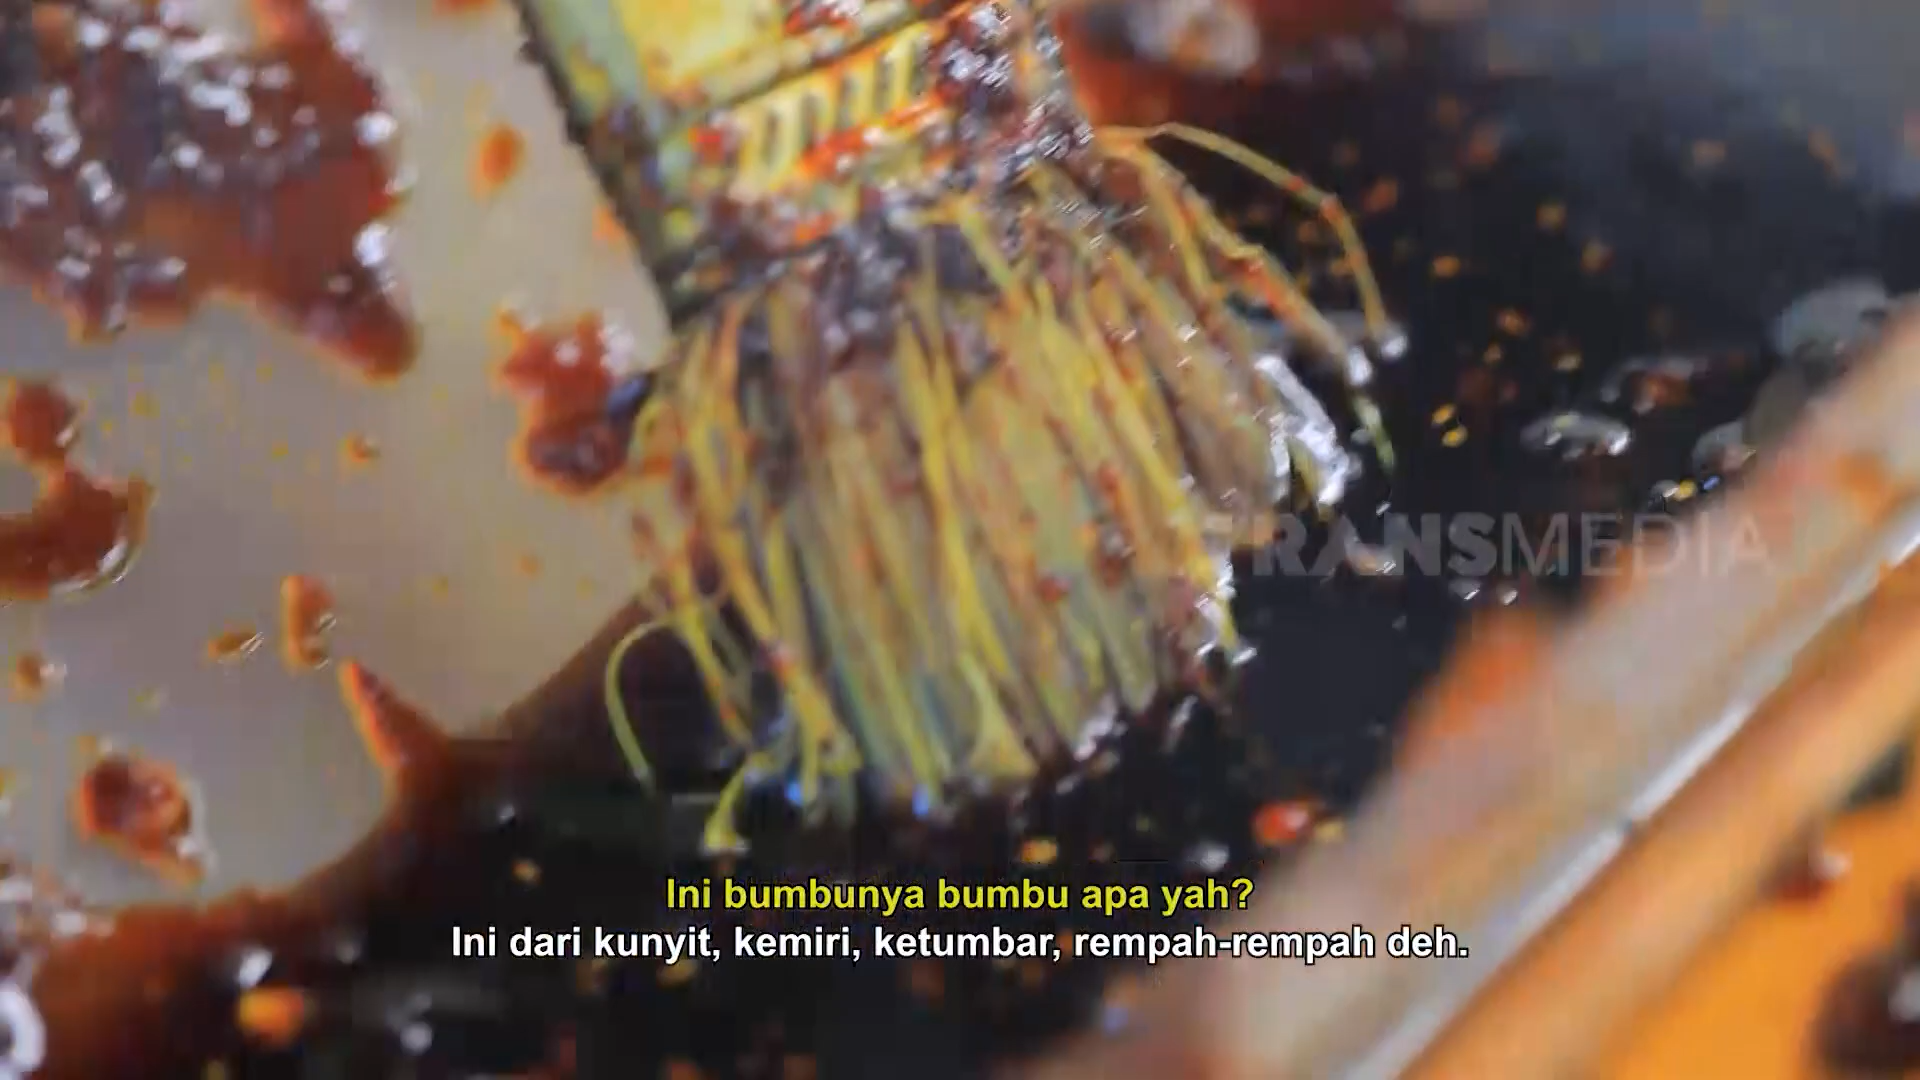 TRANSMEDIA
Ini bumbunya bumbu apa yah?
Ini dari kunyit, kemiri, ketumbar, rempah-rempah deh.